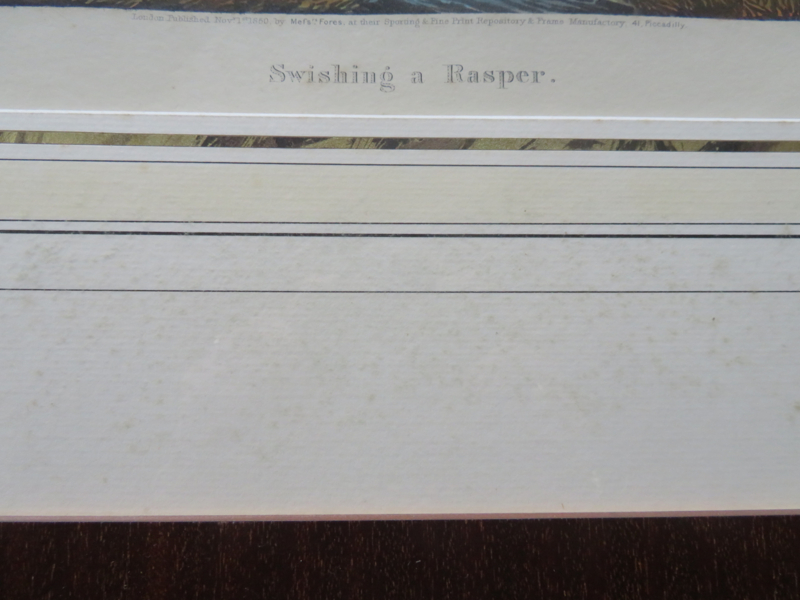 London Published Novr. 1st 1850, by Mefsrs Fores, at their Sporting & Fine Print Repository & Frame Manufactory 41 Piccadilly.
Swishing a Rasper.